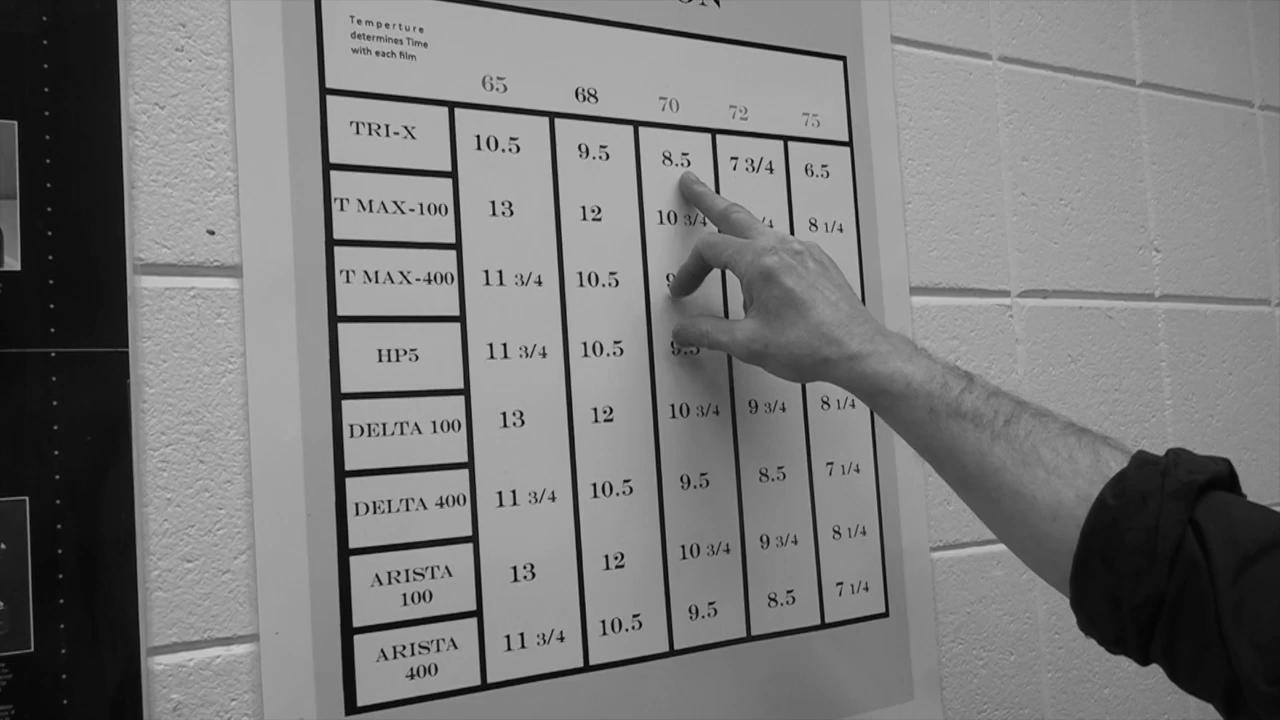 ON
Temperture
determines Time
with each film
65 68 70 72 75
TRI-X 10.5 9.5 8.5 7 3/4 6.5
T MAX-100 13 12 10 3/4 /4 8 1/4
T MAX-400 11 3/4 10.5 9
HP5 11 3/4 10.5 9.5
DELTA 100 13 12 10 3/4 9 3/4 8 1/4
DELTA 400 11 3/4 10.5 9.5 8.5 7 1/4
ARISTA
100 13 12 10 3/4 9 3/4 8 1/4
ARISTA
400 11 3/4 10.5 9.5 8.5 7 1/4